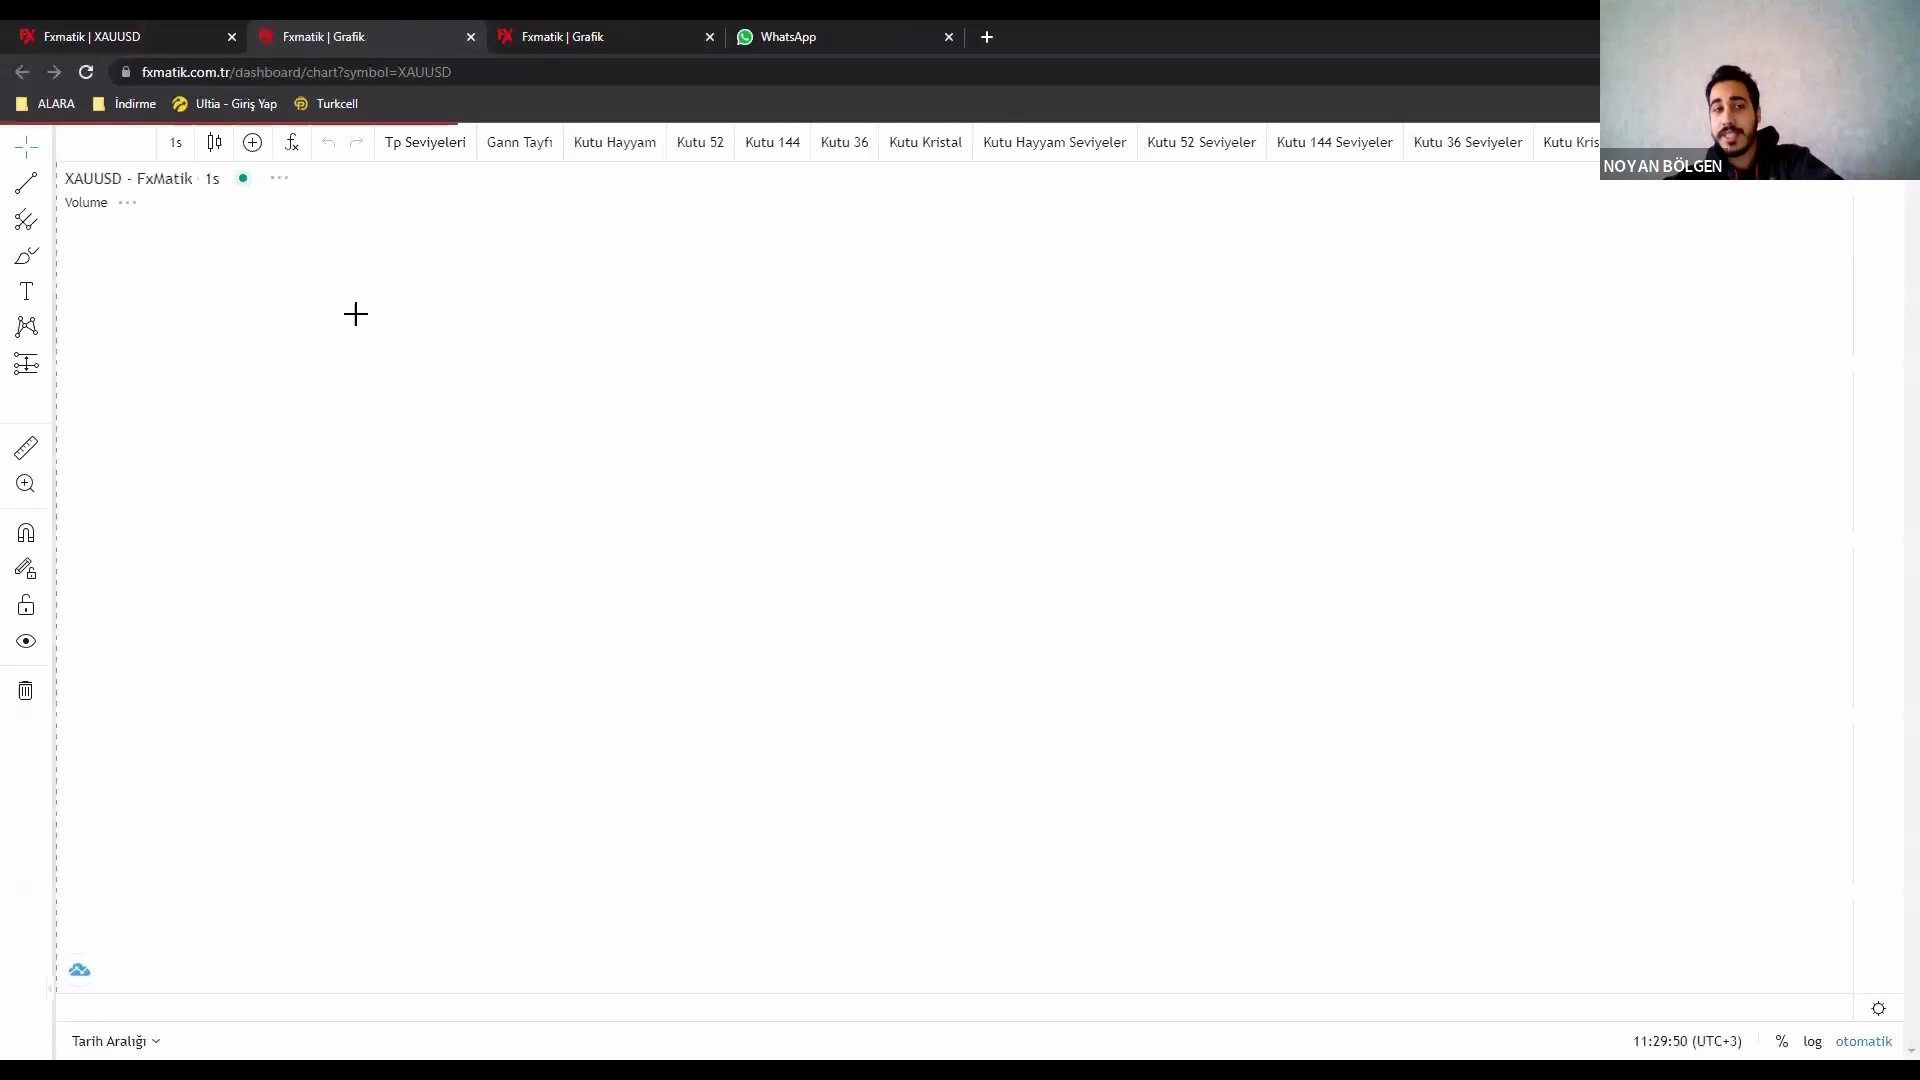 Fxmatik | XAUUSD
Fxmatik | Grafik
Fxmatik | Grafik
WhatsApp
fxmatik.com.tr/dashboard/chart?symbol=XAUUSD
ALARA
İndirme
Ultia - Giriş Yap
Turkcell
1s
Tp Seviyeleri
Gann Tayfı
Kutu Hayyam
Kutu 52
Kutu 144
Kutu 36
Kutu Kristal
Kutu Hayyam Seviyeler
Kutu 52 Seviyeler
Kutu 144 Seviyeler
Kutu 36 Seviyeler
Kutu Kris
NOYAN BÖLGEN
XAUUSD - FxMatik · 1s
Volume
Tarih Aralığı
11:29:50 (UTC+3)
%
log
otomatik